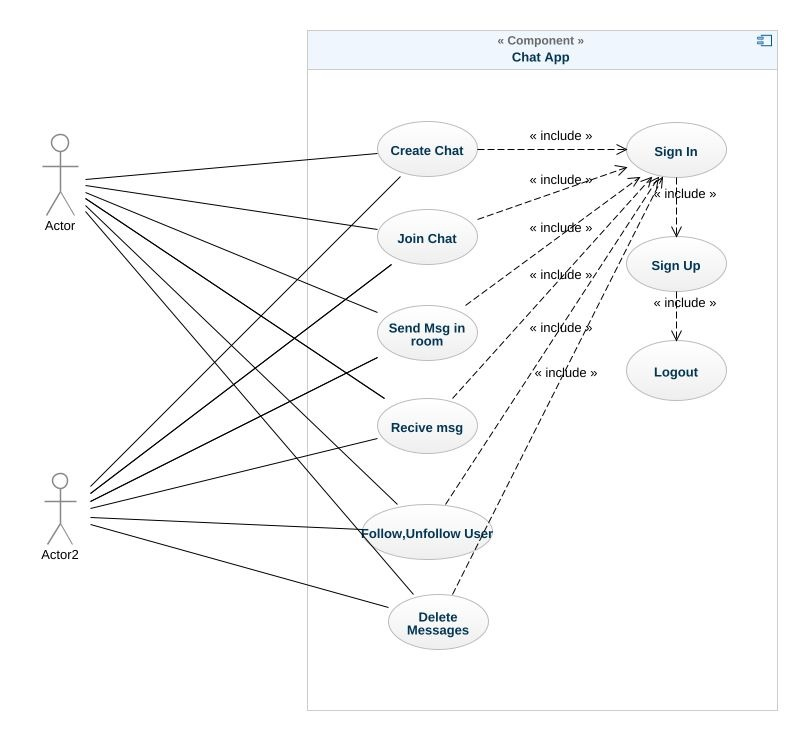 « Component »
Chat App
Actor
Actor2
Create Chat
Join Chat
Send Msg in
room
Recive msg
Follow,Unfollow User
Delete
Messages
« include »
« include »
« include »
« include »
« include »
« include »
Sign In
« include »
Sign Up
« include »
Logout